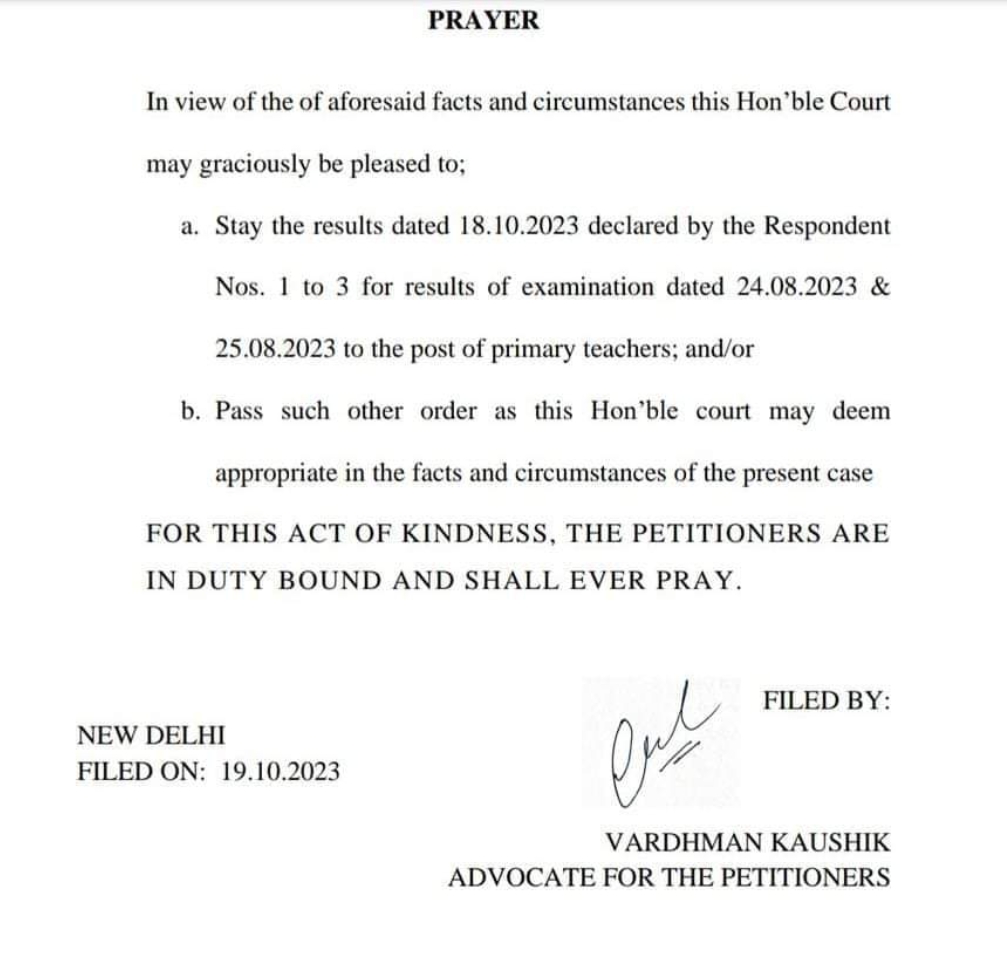 PRAYER
In view of the of aforesaid facts and circumstances this Hon’ble Court
may graciously be pleased to;
a. Stay the results dated 18.10.2023 declared by the Respondent
Nos. 1 to 3 for results of examination dated 24.08.2023 &
25.08.2023 to the post of primary teachers; and/or
b. Pass such other order as this Hon’ble court may deem
appropriate in the facts and circumstances of the present case
FOR THIS ACT OF KINDNESS, THE PETITIONERS ARE
IN DUTY BOUND AND SHALL EVER PRAY.
FILED BY:
NEW DELHI
FILED ON: 19.10.2023
VARDHMAN KAUSHIK
ADVOCATE FOR THE PETITIONERS